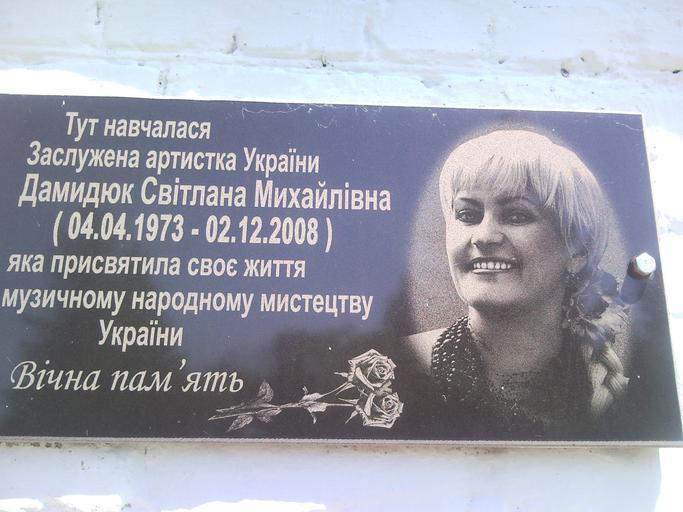 Тут навчалася
Заслужена артистка України
Дамидюк Світлана Михайлівна
( 04.04.1973 - 02.12.2008 )
яка присвятила своє життя
музичному народному мистецтву
України
Вічна пам’ять